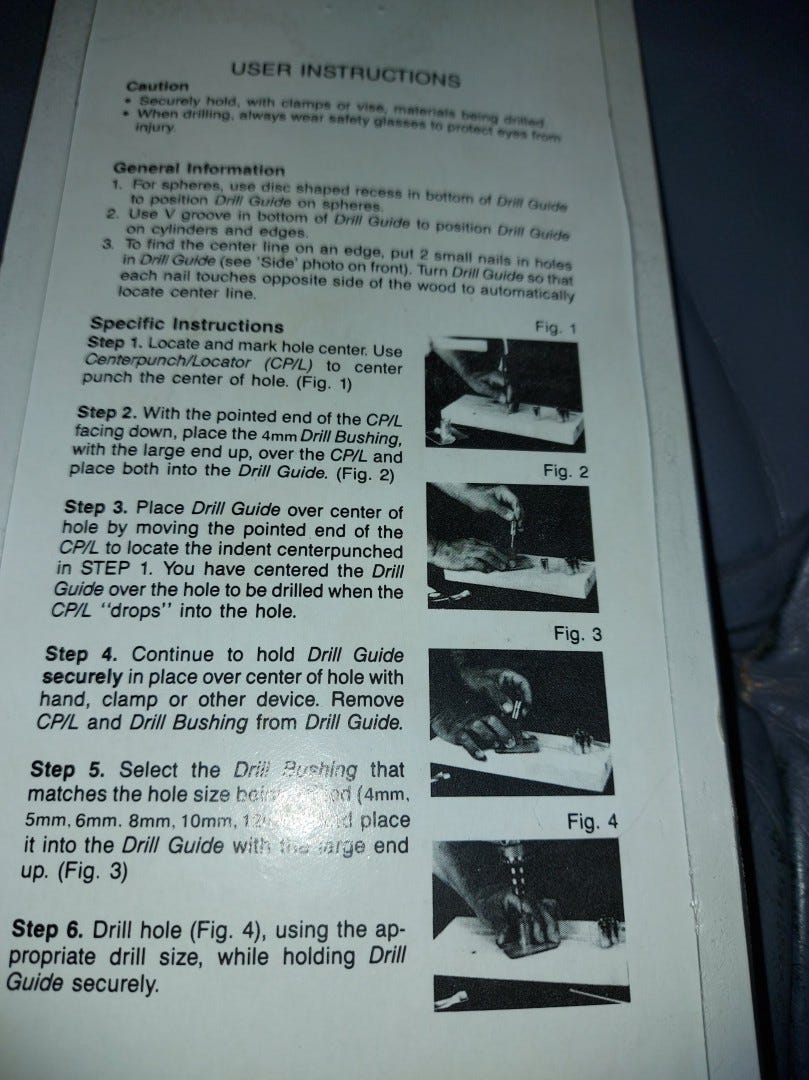 USER INSTRUCTIONS
Caution
• Securely hold, with clamps or vise, materials being drilled.
• When drilling, always wear safety glasses to protect eyes from
injury.
General Information
1. For spheres, use disc shaped recess in bottom of Drill Guide
to position Drill Guide on spheres.
2. Use V groove in bottom of Drill Guide to position Drill Guide
on cylinders and edges.
3. To find the center line on an edge, put 2 small nails in holes
in Drill Guide (see 'Side' photo on front). Turn Drill Guide so that
each nail touches opposite side of the wood to automatically
locate center line.
Specific Instructions
Step 1. Locate and mark hole center. Use
Centerpunch/Locator (CP/L) to center
punch the center of hole. (Fig. 1)
Fig. 1
Step 2. With the pointed end of the CP/L
facing down, place the 4mm Drill Bushing,
with the large end up, over the CP/L and
place both into the Drill Guide. (Fig. 2)
Fig. 2
Step 3. Place Drill Guide over center of
hole by moving the pointed end of the
CP/L to locate the indent centerpunched
in STEP 1. You have centered the Drill
Guide over the hole to be drilled when the
CP/L "drops" into the hole.
Fig. 3
Step 4. Continue to hold Drill Guide
securely in place over center of hole with
hand, clamp or other device. Remove
CP/L and Drill Bushing from Drill Guide.
Step 5. Select the Drill Bushing that
matches the hole size (4mm,
5mm, 6mm. 8mm, 10mm, place
it into the Drill Guide with the large end
up. (Fig. 3)
Fig. 4
Step 6. Drill hole (Fig. 4), using the ap-
propriate drill size, while holding Drill
Guide securely.